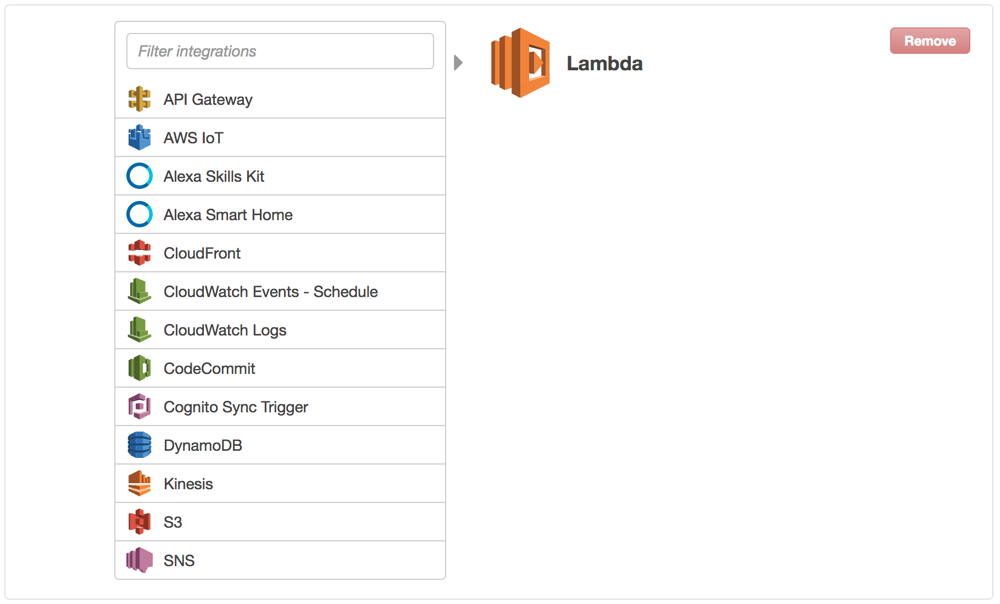 Filter integrations
API Gateway
AWS IoT
Alexa Skills Kit
Alexa Smart Home
CloudFront
CloudWatch Events - Schedule
CloudWatch Logs
CodeCommit
Cognito Sync Trigger
DynamoDB
Kinesis
S3
SNS
Lambda
Remove